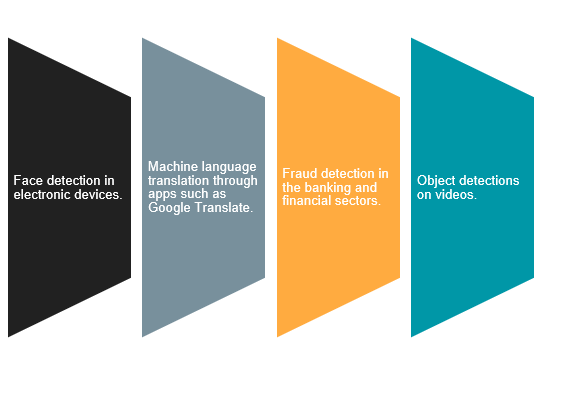 Face detection in
electronic devices.
Machine language
translation through
apps such as
Google Translate.
Fraud detection in
the banking and
financial sectors.
Object detections
on videos.